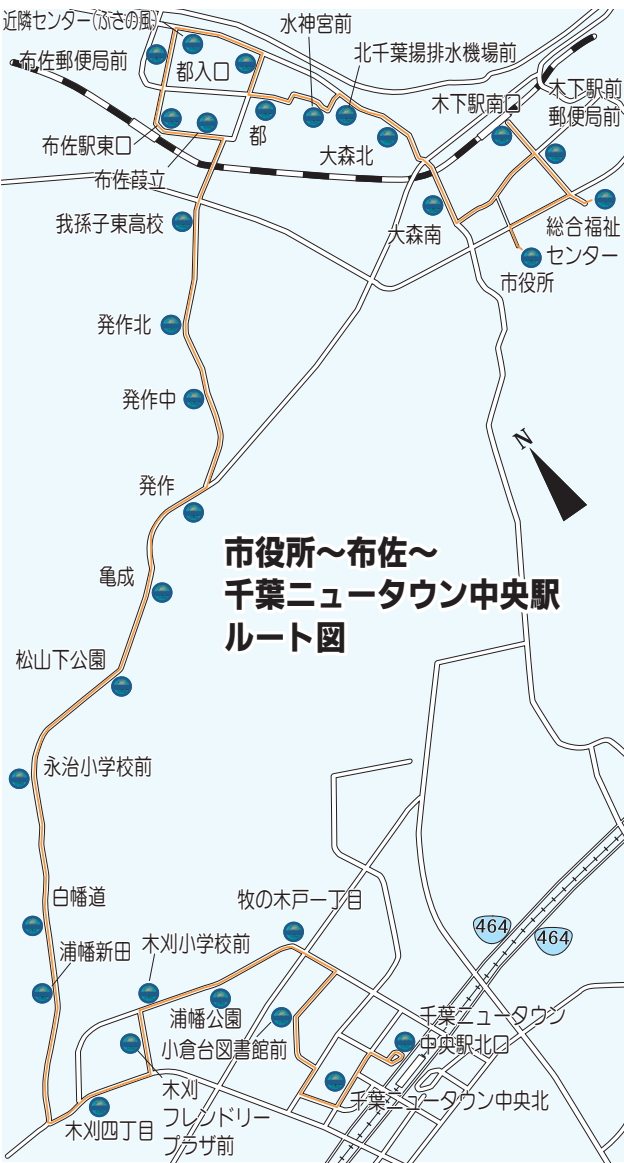 近隣センター(ふさの風)
水神宮前
布佐郵便局前
都入口
北千葉揚排水機場前
木下駅南口
木下駅前
郵便局前
布佐駅東口
都
大森北
布佐葭立
我孫子東高校
大森南
総合福祉
センター
市役所
発作北
発作中
N
発作
市役所～布佐～
千葉ニュータウン中央駅
ルート図
亀成
松山下公園
永治小学校前
白幡道
牧の木戸一丁目
464
464
浦幡新田
木刈小学校前
浦幡公園
小倉台図書館前
千葉ニュータウン
中央駅北口
木刈
フレンドリー
プラザ前
千葉ニュータウン中央北
木刈四丁目